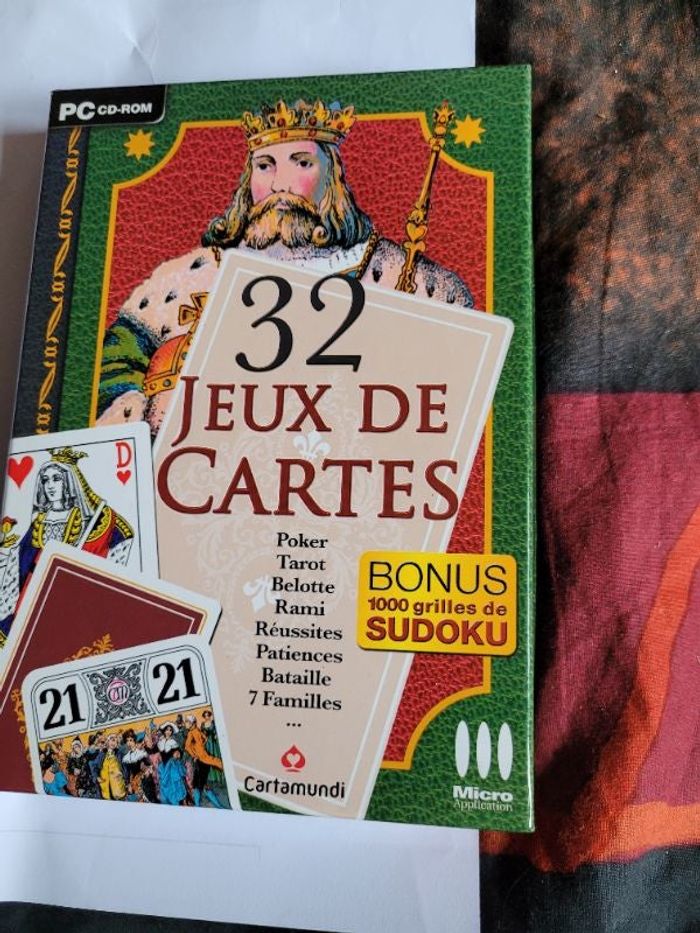 PC CD-ROM
32
JEUX DE
CARTES
Poker
Tarot
Belotte
Rami
Réussites
Patiences
Bataille
7 Familles
...
BONUS
1000 grilles de
SUDOKU
D
21
21
Cartamundi
Micro
Application